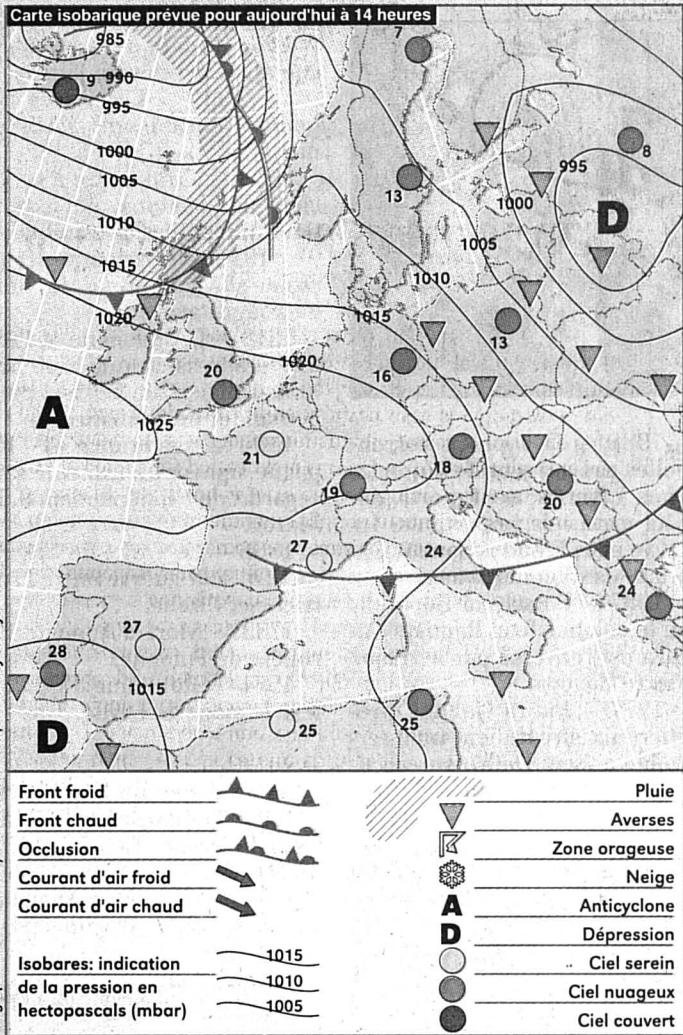 Carte isobarique prévue pour aujourd'hui à 14 heures
985
7
9
990
995
8
1000
995
13
1005
1000
D
1010
1005
1015
1010
1020
1015
13
1020
16
20
A
1025
21
18
19
20
27
24
24
27
28
1015
D
25
25
Front froid
Front chaud
Occlusion
Courant d'air froid
Courant d'air chaud
Isobares: indication
de la pression en
hectopascals (mbar)
1015
1010
1005
Pluie
Averses
Zone orageuse
Neige
A
Anticyclone
D
Dépression
Ciel serein
Ciel nuageux
Ciel couvert